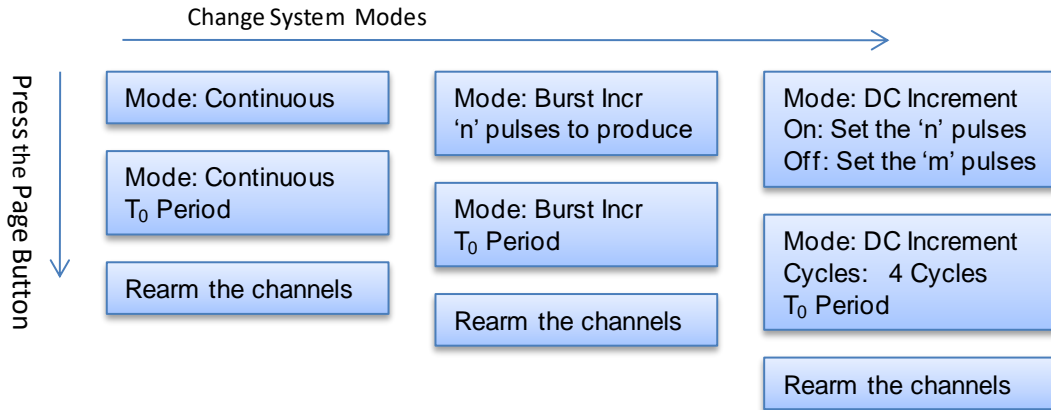 Change System Modes
Press the Page Button
Mode: Continuous
Mode: Continuous
T₀ Period
Rearm the channels
Mode: Burst Incr
‘n’ pulses to produce
Mode: Burst Incr
T₀ Period
Rearm the channels
Mode: DC Increment
On: Set the ‘n’ pulses
Off: Set the ‘m’ pulses
Mode: DC Increment
Cycles: 4 Cycles
T₀ Period
Rearm the channels